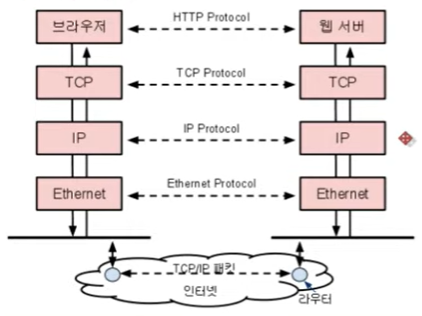 HTTP Protocol
브라우저
웹 서버
TCP Protocol
TCP
TCP
IP Protocol
IP
IP
Ethernet Protocol
Ethernet
Ethernet
TCP/IP 패킷
인터넷
라우터